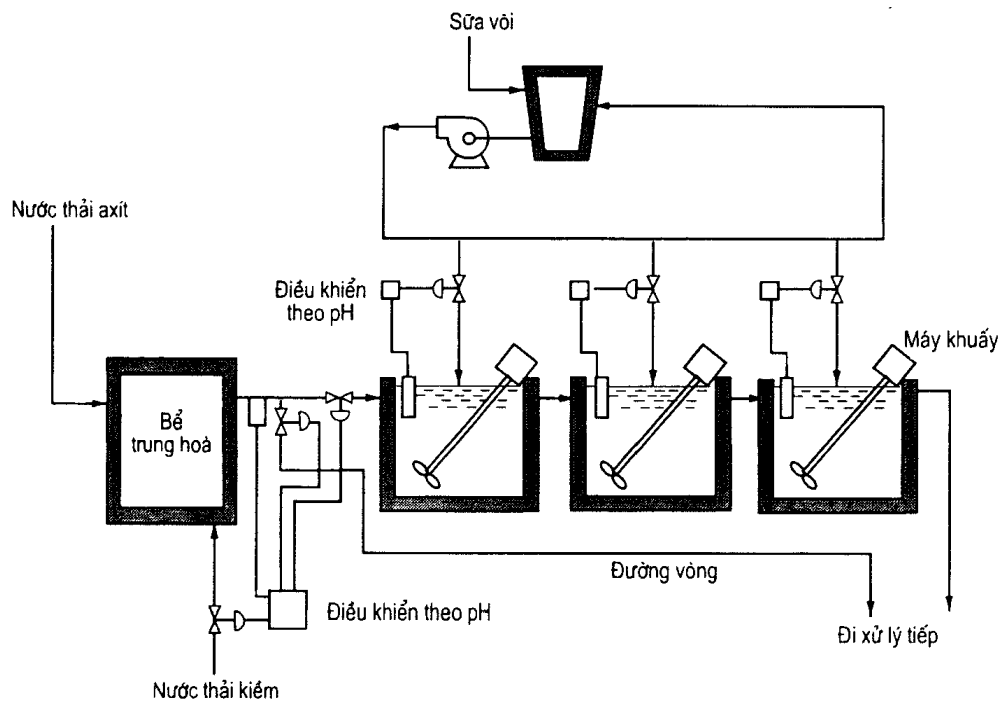 Sữa vôi
Nước thải axít
Điều khiển
theo pH
Máy khuấy
Bể
trung hoà
Đường vòng
Điều khiển theo pH
Đi xử lý tiếp
Nước thải kiềm